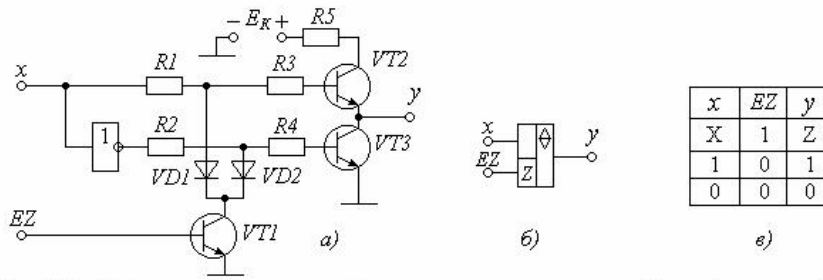 − E_K +
R5
x
R1
R3
VT2
y
1
R2
R4
VT3
VD1
VD2
EZ
VT1
а)
x
EZ
Z
y
б)
x EZ y
X 1 Z
1 0 1
0 0 0
в)